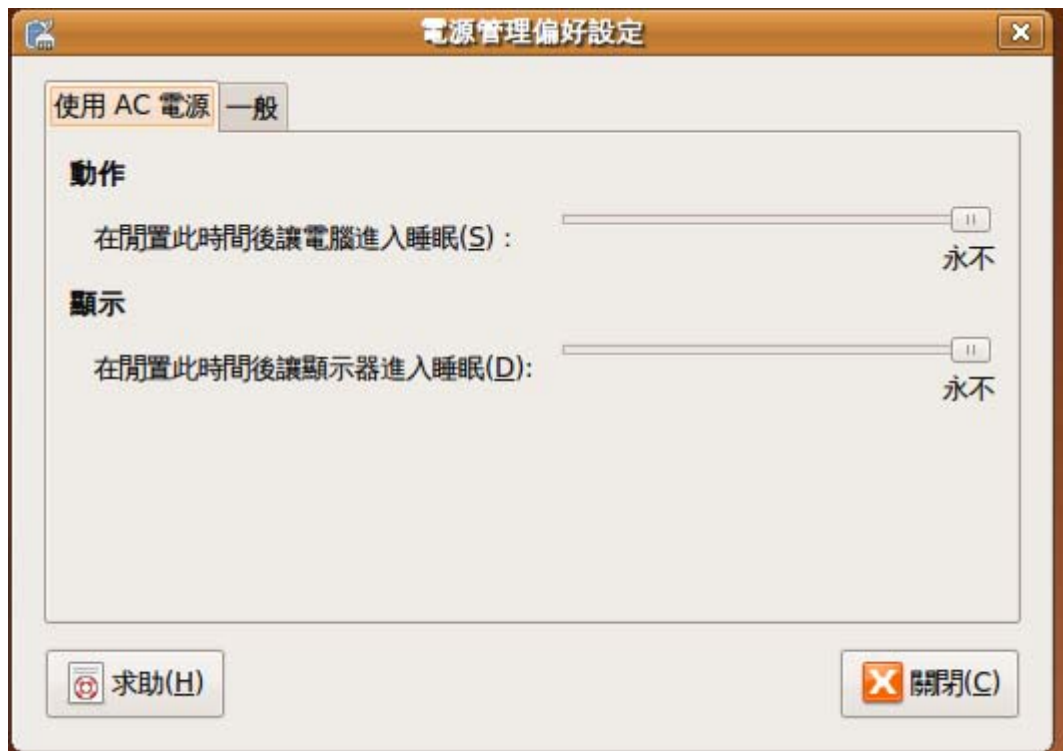 電源管理偏好設定
使用 AC 電源
一般
動作
在閒置此時間後讓電腦進入睡眠(S)：
永不
顯示
在閒置此時間後讓顯示器進入睡眠(D):
永不
求助(H)
關閉(C)